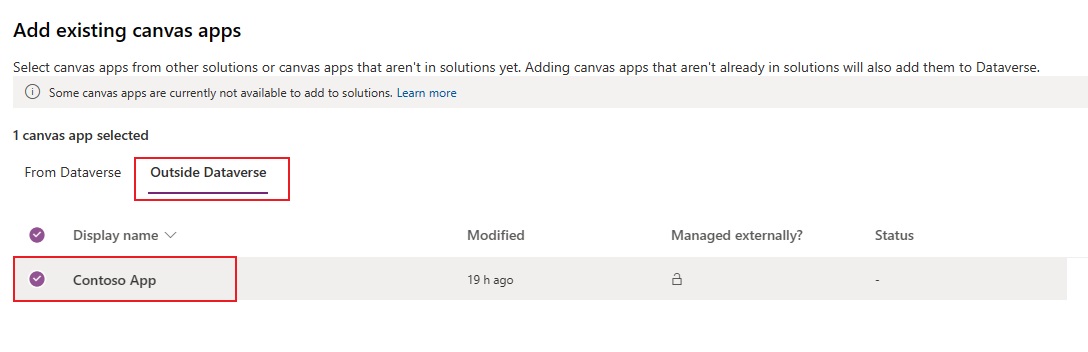 Add existing canvas apps
Select canvas apps from other solutions or canvas apps that aren't in solutions yet. Adding canvas apps that aren't already in solutions will also add them to Dataverse.
Some canvas apps are currently not available to add to solutions. Learn more
1 canvas app selected
From Dataverse Outside Dataverse
Display name Modified Managed externally? Status
Contoso App 19 h ago -